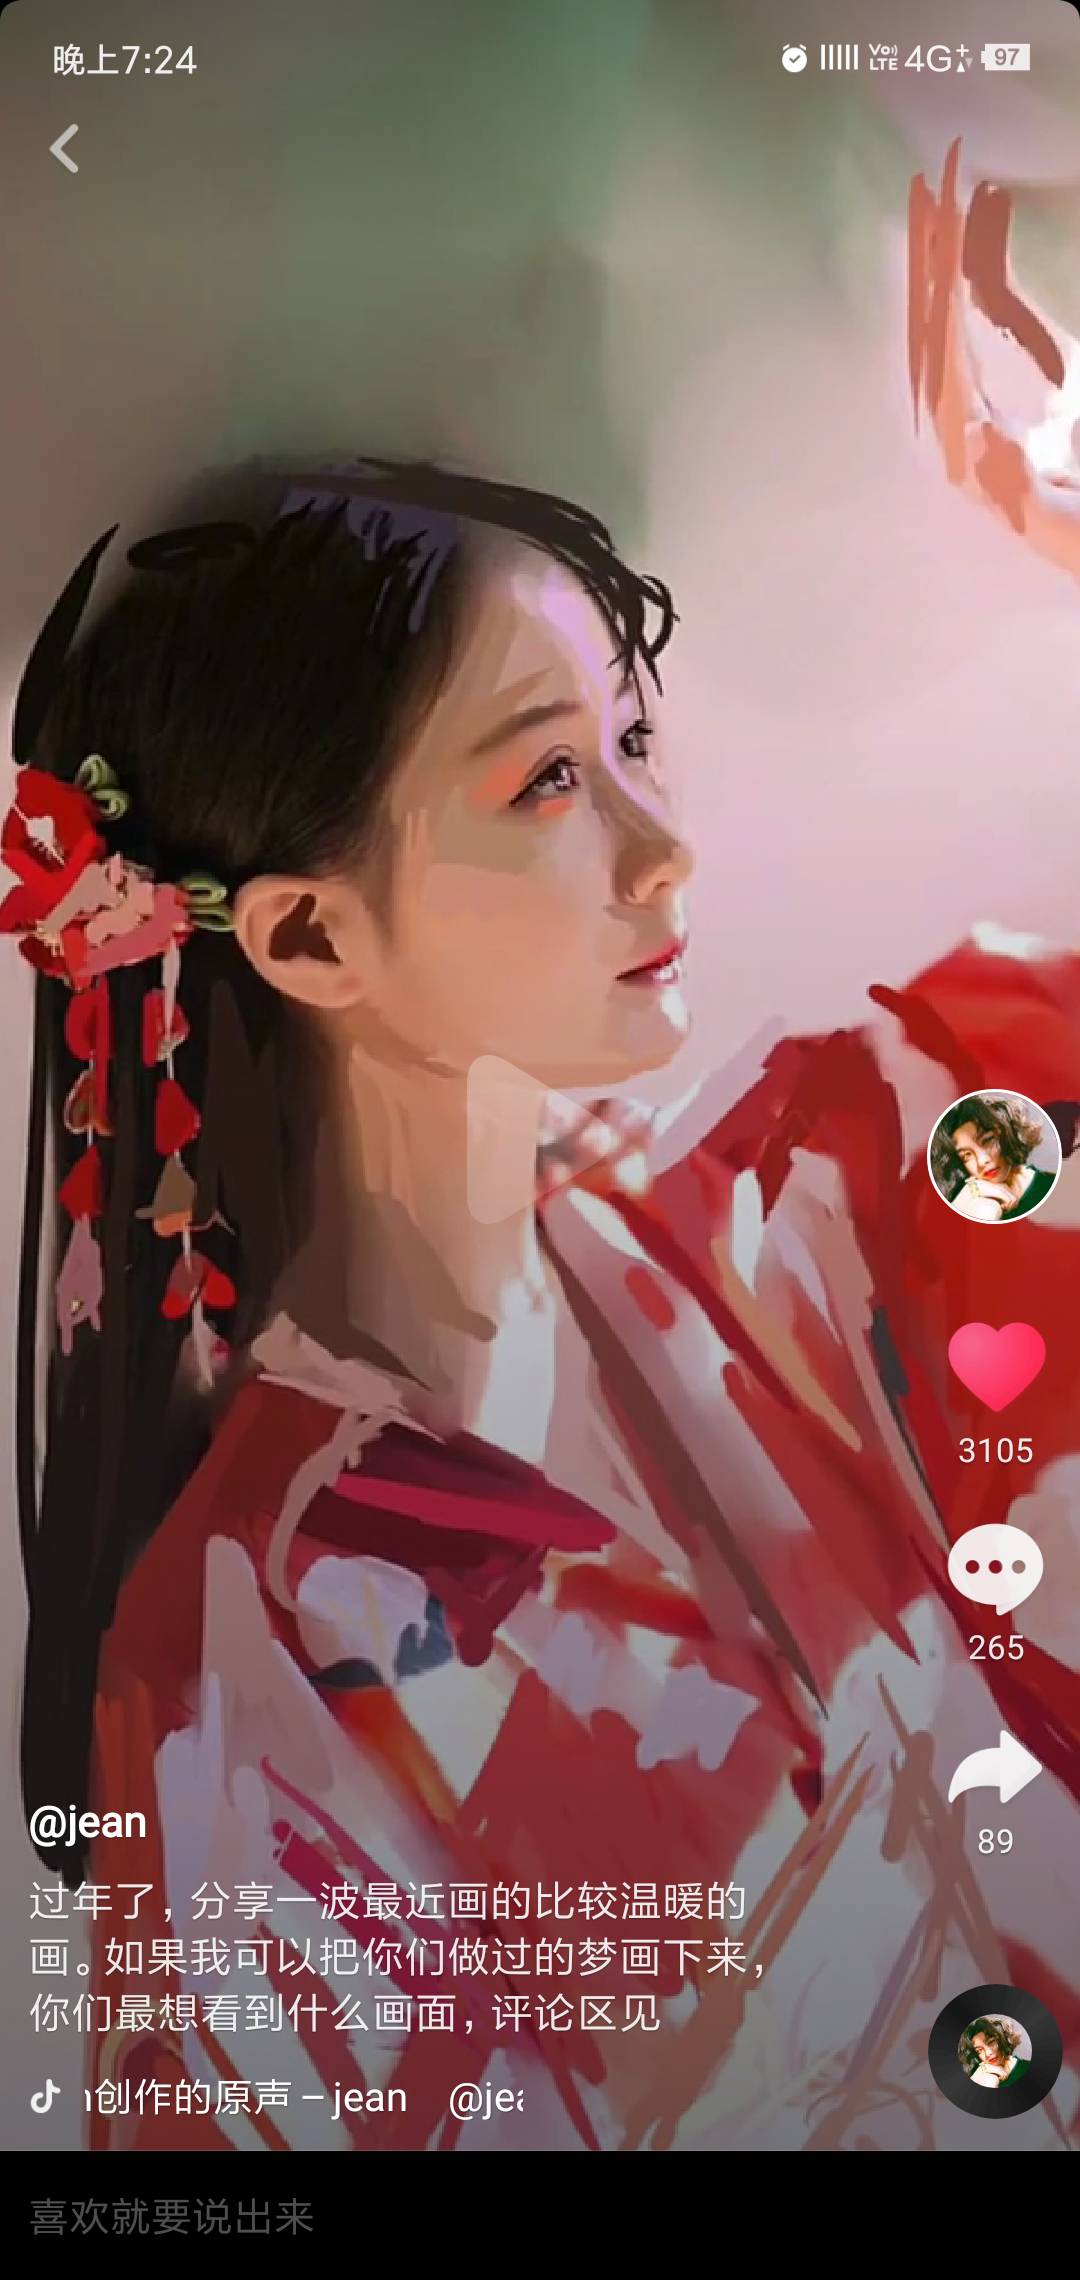 晚上7:24
VoLTE 4G+ 97
3105
265
89
@jean
过年了，分享一波最近画的比较温暖的
画。如果我可以把你们做过的梦画下来，
你们最想看到什么画面，评论区见
创作的原声 – jean @jea
喜欢就要说出来